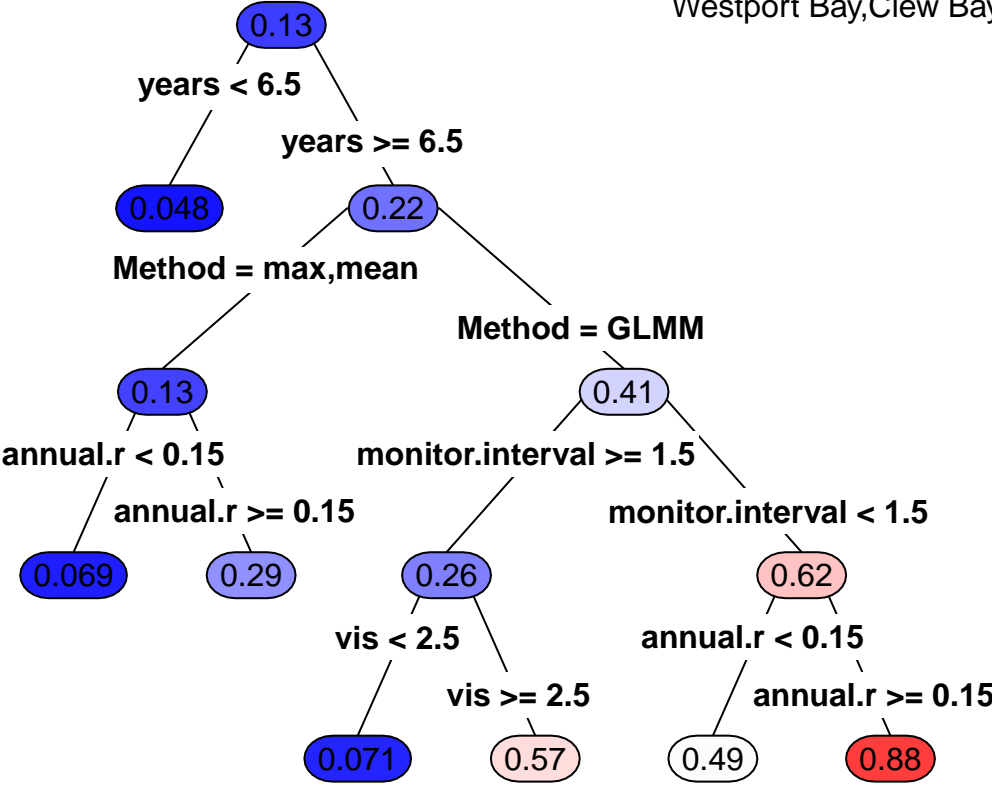 Westport Bay,Clew Bay
0.13
years < 6.5
years >= 6.5
0.048
0.22
Method = max,mean
Method = GLMM
0.13
0.41
annual.r < 0.15
monitor.interval >= 1.5
annual.r >= 0.15
monitor.interval < 1.5
0.069
0.29
0.26
0.62
vis < 2.5
annual.r < 0.15
vis >= 2.5
annual.r >= 0.15
0.071
0.57
0.49
0.88